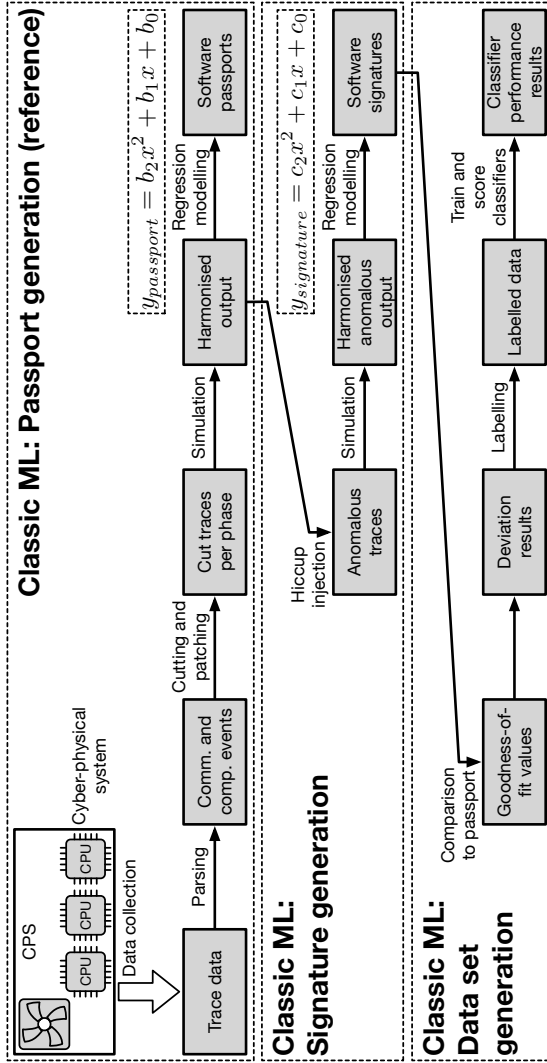 Classic ML: Passport generation (reference)
CPS
CPU
CPU
CPU
Cyber-physical
system
Data collection
Trace data
Parsing
Comm. and
comp. events
Cutting and
patching
Cut traces
per phase
Simulation
Harmonised
output
Regression
modelling
Software
passports
y_{passport} = b_2x^2 + b_1x + b_0
Classic ML:
Signature generation
Hiccup
injection
Anomalous
traces
Simulation
Harmonised
anomalous
output
Regression
modelling
Software
signatures
y_{signature} = c_2x^2 + c_1x + c_0
Classic ML:
Data set
generation
Comparison
to passport
Goodness-of-
fit values
Deviation
results
Labelling
Labelled data
Train and
score
classifiers
Classifier
performance
results